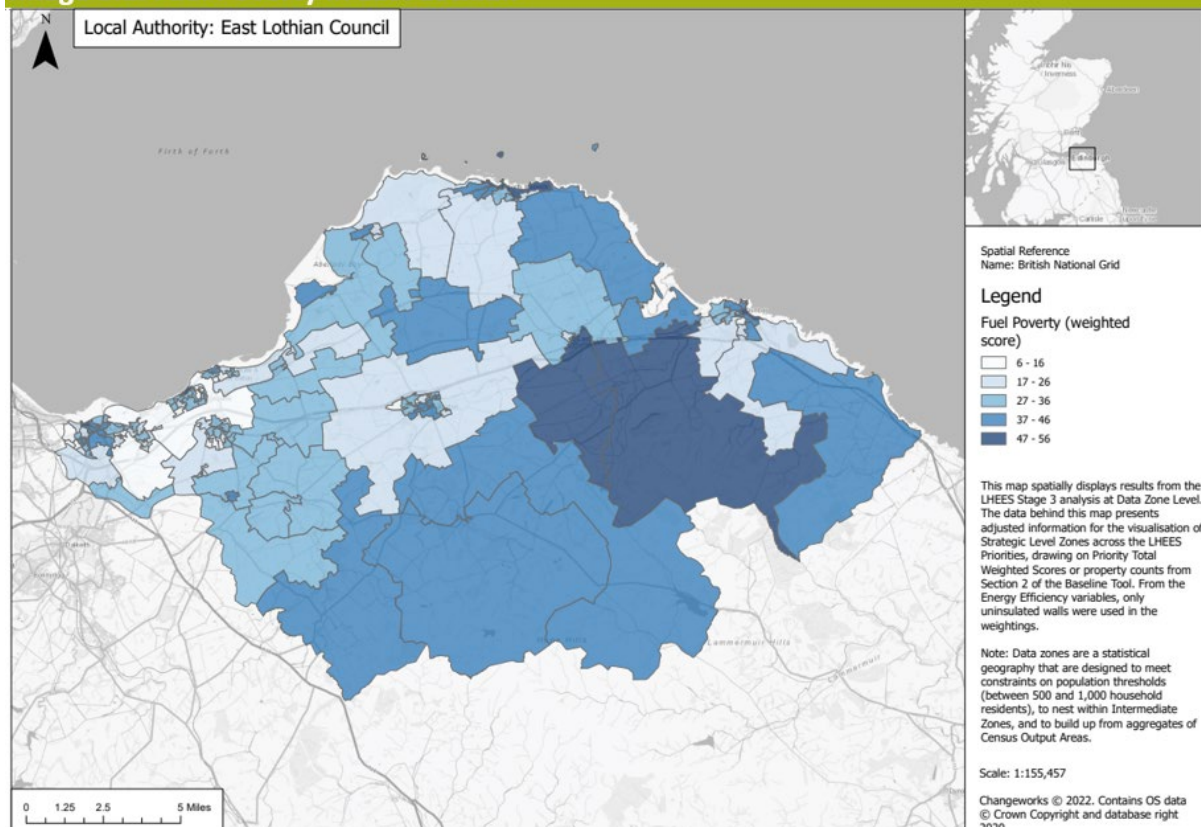 Local Authority: East Lothian Council
N
Firth of Forth
Inverness
Aberdeen
Edinburgh
Carlisle
Spatial Reference
Name: British National Grid
Legend
Fuel Poverty (weighted
score)
6 - 16
17 - 26
27 - 36
37 - 46
47 - 56
Lammermuir Hills
Lammermuir
This map spatially displays results from the
LHEES Stage 3 analysis at Data Zone Level.
The data behind this map presents
adjusted information for the visualisation of
Strategic Level Zones across the LHEES
Priorities, drawing on Priority Total
Weighted Scores or property counts from
Section 2 of the Baseline Tool. From the
Energy Efficiency variables, only
uninsulated walls were used in the
weightings.
Note: Data zones are a statistical
geography that are designed to meet
constraints on population thresholds
(between 500 and 1,000 household
residents), to nest within Intermediate
Zones, and to build up from aggregates of
Census Output Areas.
Scale: 1:155,457
Changeworks © 2022. Contains OS data
© Crown Copyright and database right
0 1.25 2.5 5 Miles